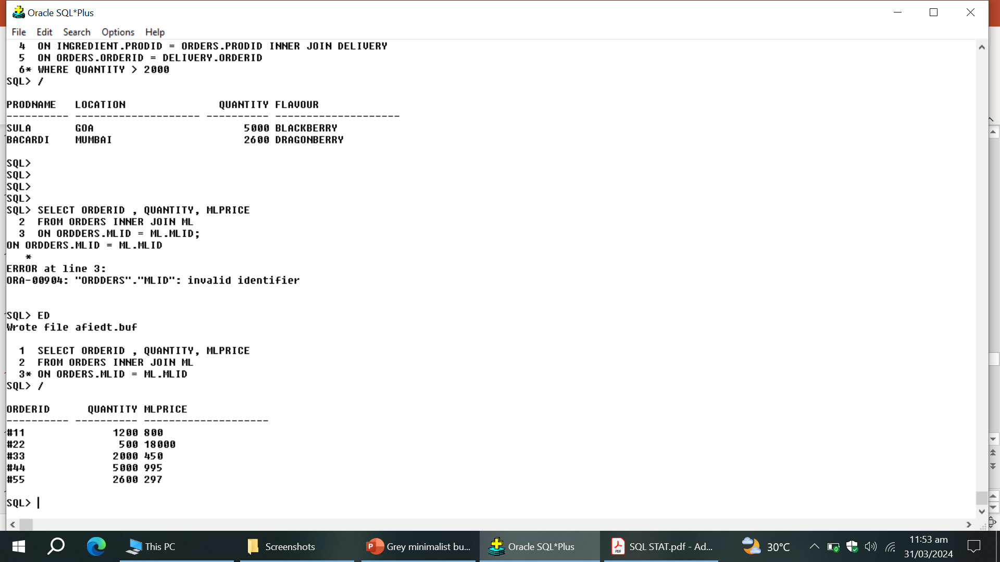 Oracle SQL*Plus
File Edit Search Options Help
  4  ON INGREDIENT.PRODID = ORDERS.PRODID INNER JOIN DELIVERY
  5  ON ORDERS.ORDERID = DELIVERY.ORDERID
  6* WHERE QUANTITY > 2000
SQL> /
PRODNAME   LOCATION               QUANTITY FLAVOUR
---------- -------------------- ---------- --------------------
SULA       GOA                        5000 BLACKBERRY
BACARDI    MUMBAI                     2600 DRAGONBERRY
SQL>
SQL>
SQL>
SQL>
SQL> SELECT ORDERID , QUANTITY, MLPRICE
  2  FROM ORDERS INNER JOIN ML
  3  ON ORDDERS.MLID = ML.MLID;
ON ORDDERS.MLID = ML.MLID
   *
ERROR at line 3:
ORA-00904: "ORDDERS"."MLID": invalid identifier
SQL> ED
Wrote file afiedt.buf
  1  SELECT ORDERID , QUANTITY, MLPRICE
  2  FROM ORDERS INNER JOIN ML
  3* ON ORDERS.MLID = ML.MLID
SQL> /
ORDERID      QUANTITY MLPRICE
---------- ---------- --------------------
#11              1200 800
#22               500 18000
#33              2000 450
#44              5000 995
#55              2600 297
SQL>
This PC
Screenshots
Grey minimalist bu...
Oracle SQL*Plus
SQL STAT.pdf - Ad...
30°C
11:53 am
31/03/2024